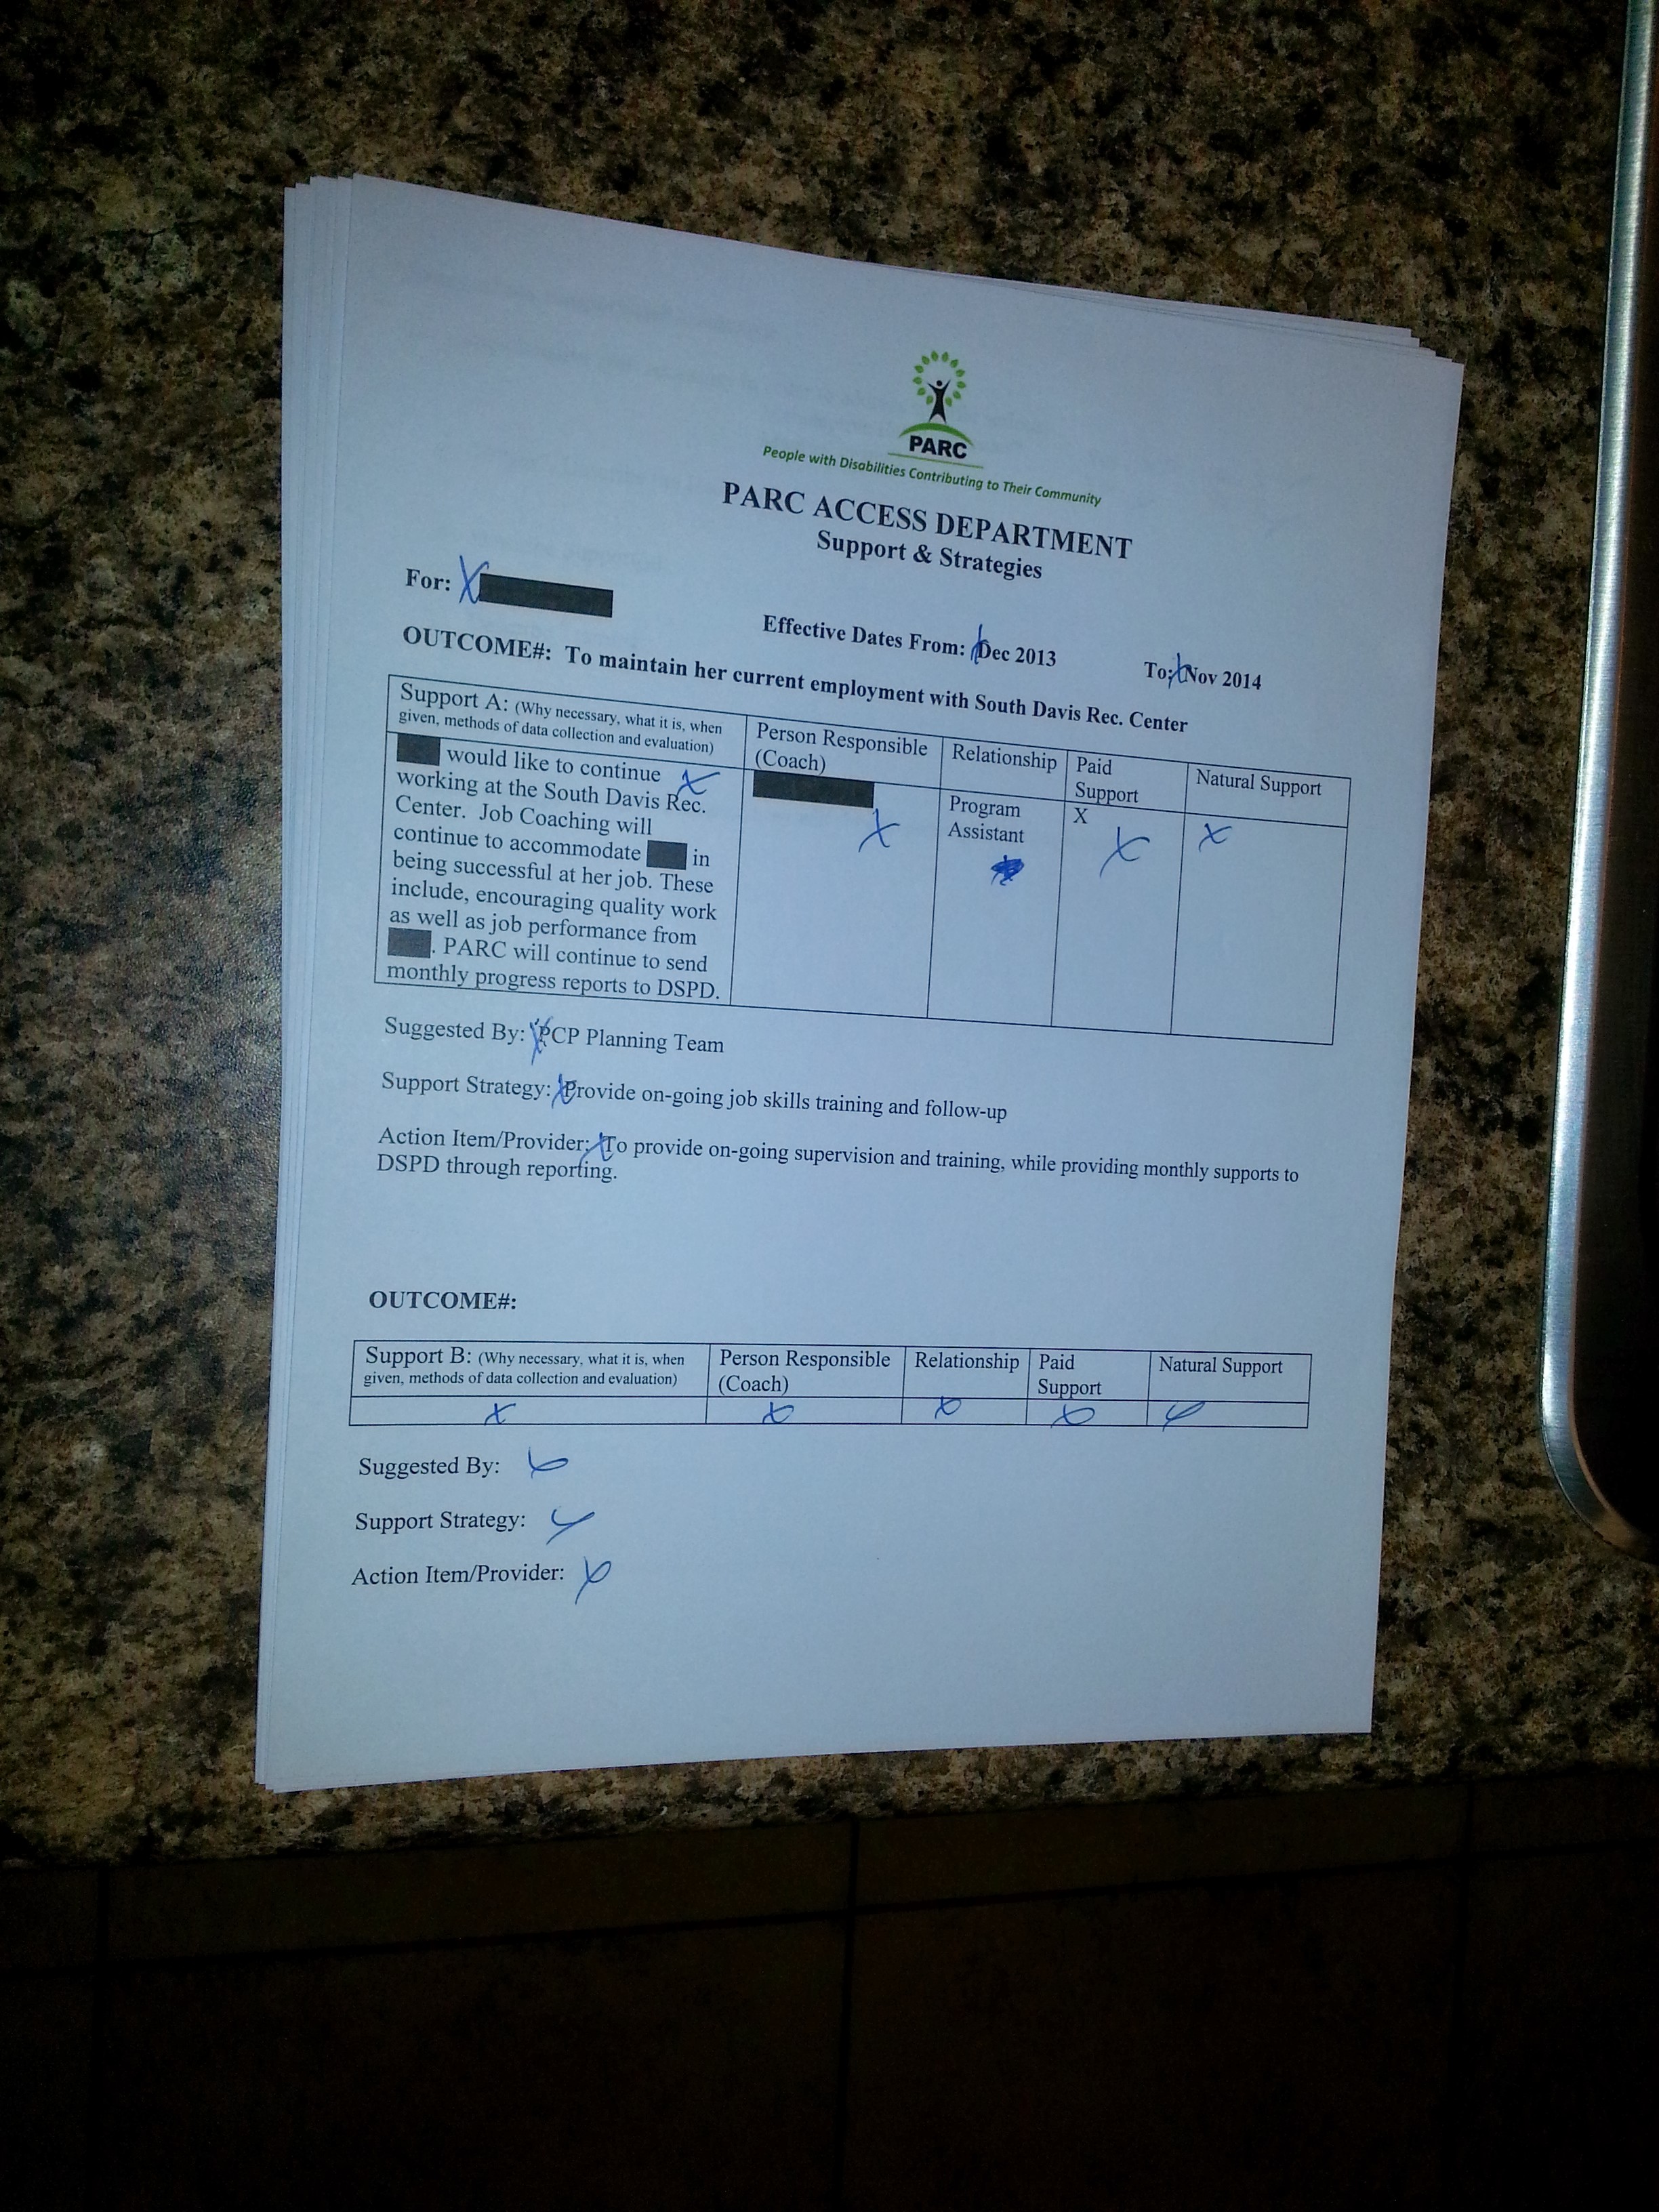 PARC
People with Disabilities Contributing to Their Community
PARC ACCESS DEPARTMENT
Support & Strategies
For: X
Effective Dates From: Dec 2013 To: Nov 2014
OUTCOME#: To maintain her current employment with South Davis Rec. Center
Support A: (Why necessary, what it is, when
given, methods of data collection and evaluation)
Person Responsible
(Coach)
Relationship
Paid
Support
Natural Support
would like to continue X
working at the South Davis Rec.
Center. Job Coaching will
continue to accommodate in
being successful at her job. These
include, encouraging quality work
as well as job performance from
. PARC will continue to send
monthly progress reports to DSPD.
X
Program
Assistant
X
X
X
Suggested By: PCP Planning Team
Support Strategy: Provide on-going job skills training and follow-up
Action Item/Provider: To provide on-going supervision and training, while providing monthly supports to
DSPD through reporting.
OUTCOME#:
Support B: (Why necessary, what it is, when
given, methods of data collection and evaluation)
Person Responsible
(Coach)
Relationship
Paid
Support
Natural Support
X X X X X
Suggested By:
Support Strategy:
Action Item/Provider: X